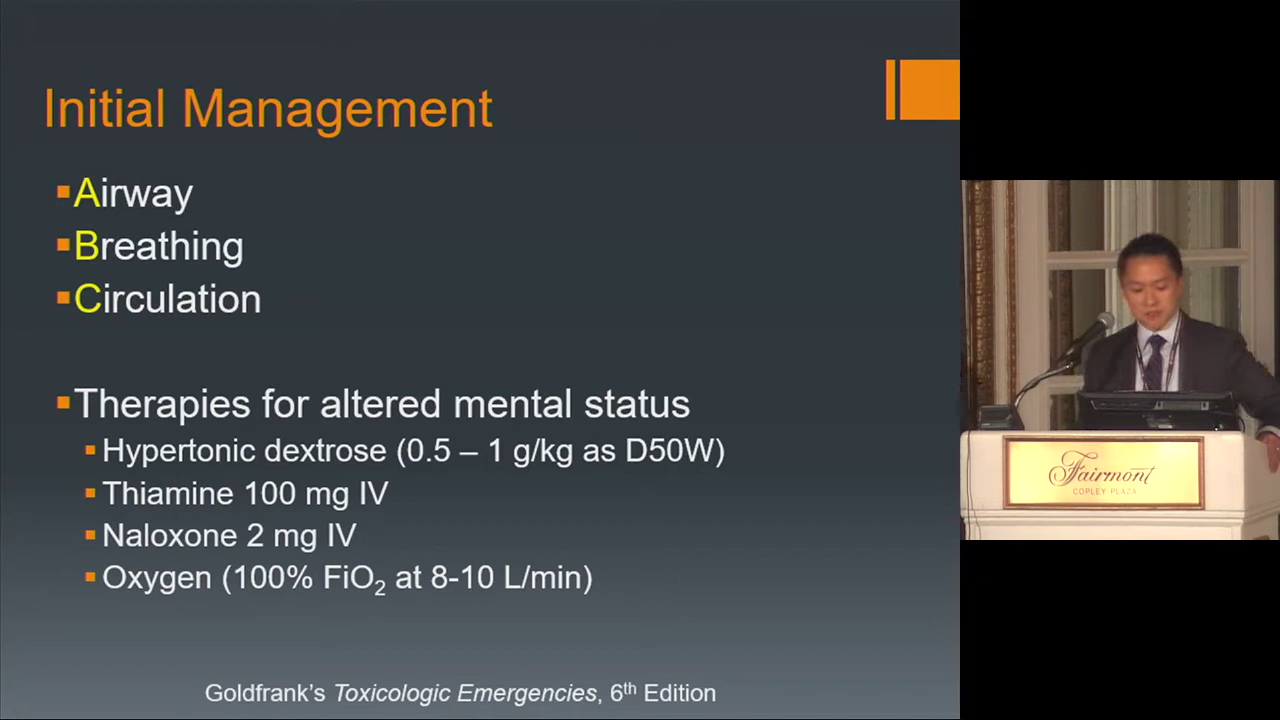 Initial Management
Airway
Breathing
Circulation
Therapies for altered mental status
Hypertonic dextrose (0.5 – 1 g/kg as D50W)
Thiamine 100 mg IV
Naloxone 2 mg IV
Oxygen (100% FiO₂ at 8-10 L/min)
Goldfrank's Toxicologic Emergencies, 6th Edition
Fairmont
COPLEY PLAZA